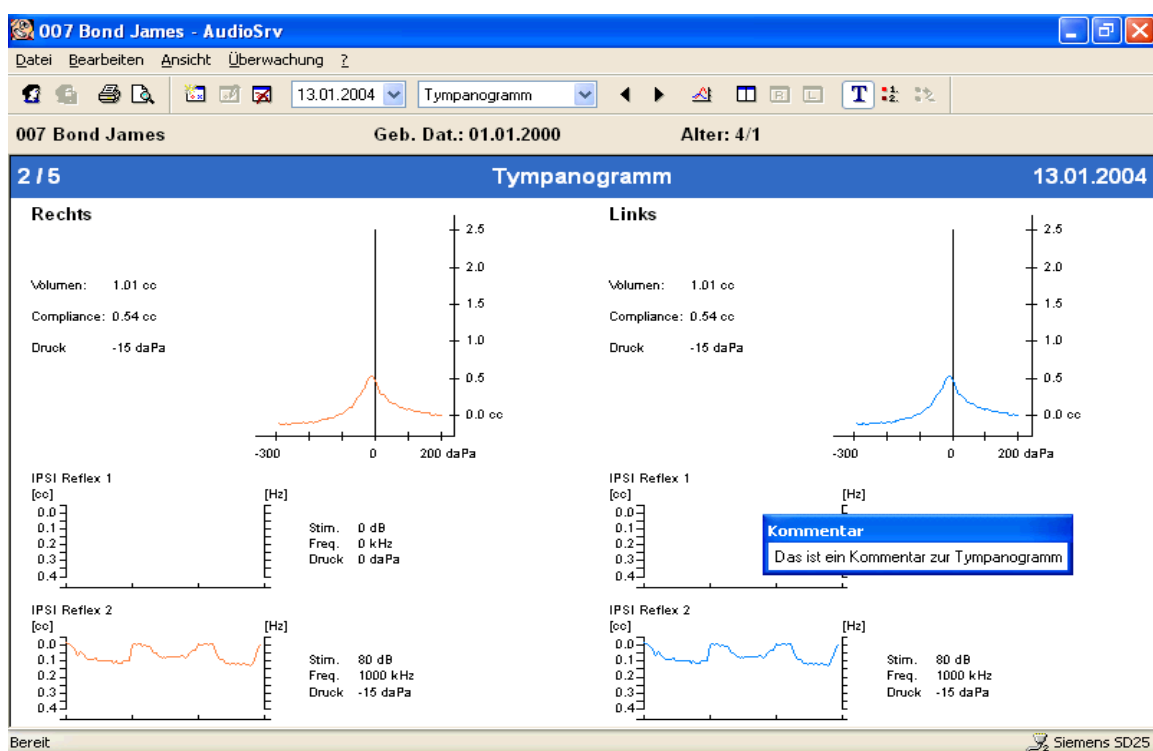 007 Bond James - AudioSrv
Datei Bearbeiten Ansicht Überwachung ?
13.01.2004 Tympanogramm R L T 1 2
007 Bond James Geb. Dat.: 01.01.2000 Alter: 4/1
2 / 5 Tympanogramm 13.01.2004
Rechts
2.5
2.0
Volumen: 1.01 cc
1.5
Compliance: 0.54 cc
1.0
Druck -15 daPa
0.5
0.0 cc
-300 0 200 daPa
Links
2.5
2.0
Volumen: 1.01 cc
1.5
Compliance: 0.54 cc
1.0
Druck -15 daPa
0.5
0.0 cc
-300 0 200 daPa
IPSI Reflex 1
[cc] [Hz]
0.0
0.1 Stim. 0 dB
0.2 Freq. 0 kHz
0.3 Druck 0 daPa
0.4
IPSI Reflex 1
[cc] [Hz]
0.0
0.1
0.2
0.3
0.4
Kommentar
Das ist ein Kommentar zur Tympanogramm
IPSI Reflex 2
[cc] [Hz]
0.0
0.1 Stim. 80 dB
0.2 Freq. 1000 kHz
0.3 Druck -15 daPa
0.4
IPSI Reflex 2
[cc] [Hz]
0.0
0.1 Stim. 80 dB
0.2 Freq. 1000 kHz
0.3 Druck -15 daPa
0.4
Bereit Siemens SD25